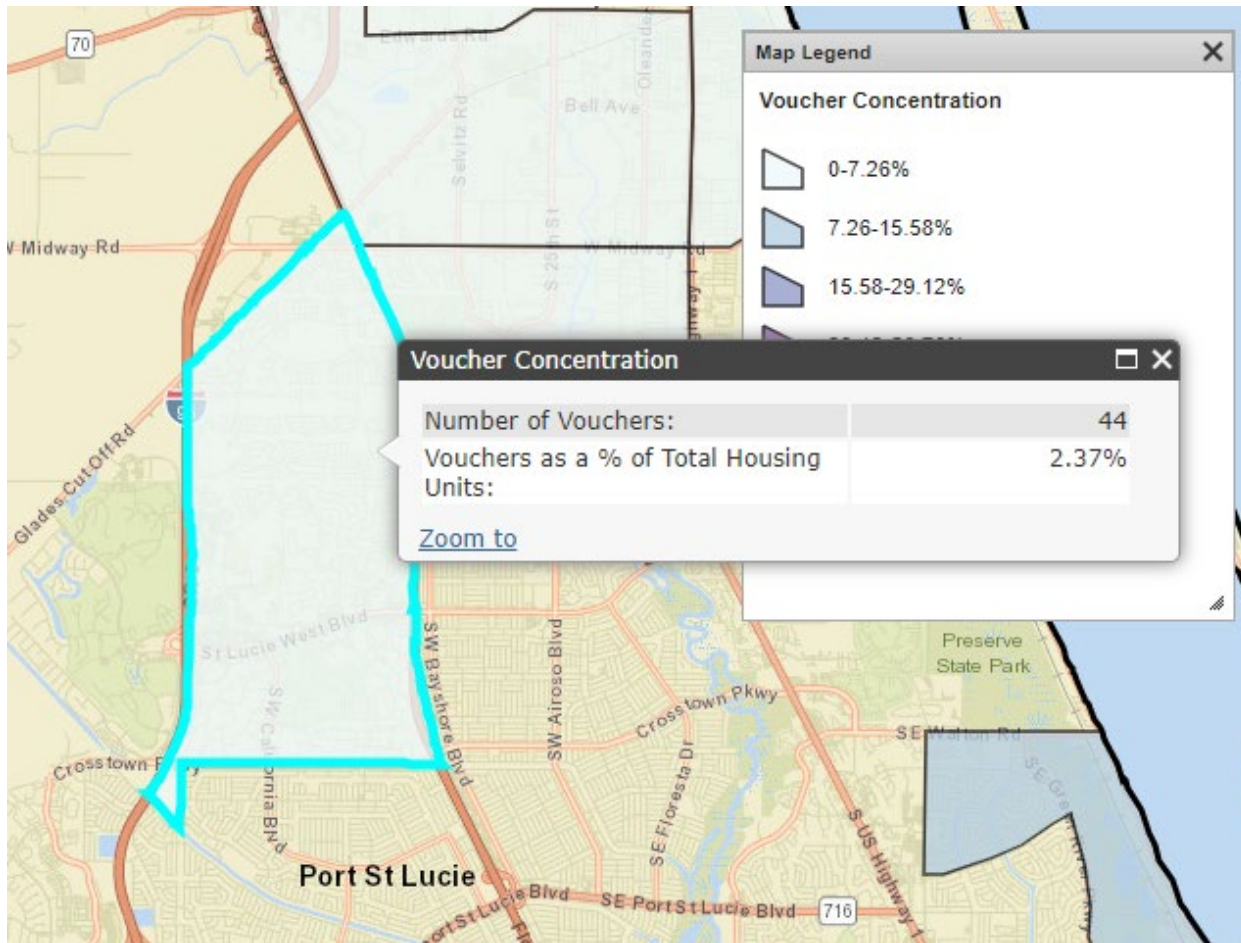 70
Edwards Rd
Oleander
Bell Ave
Selvitz Rd
S 25th St
W Midway Rd
W Midway Rd
Map Legend
Voucher Concentration
0-7.26%
7.26-15.58%
15.58-29.12%
Voucher Concentration
Number of Vouchers: 44
Vouchers as a % of Total Housing
Units: 2.37%
Zoom to
Glades Cut Off Rd
St Lucie West Blvd
SW California Blvd
SW Bayshore Blvd
SW Airoso Blvd
Crosstown Pkwy
Crosstown Pkwy
SE Floresta Dr
Preserve
State Park
SE Walton Rd
S US Highway 1
Port St Lucie
SE Port St Lucie Blvd
716